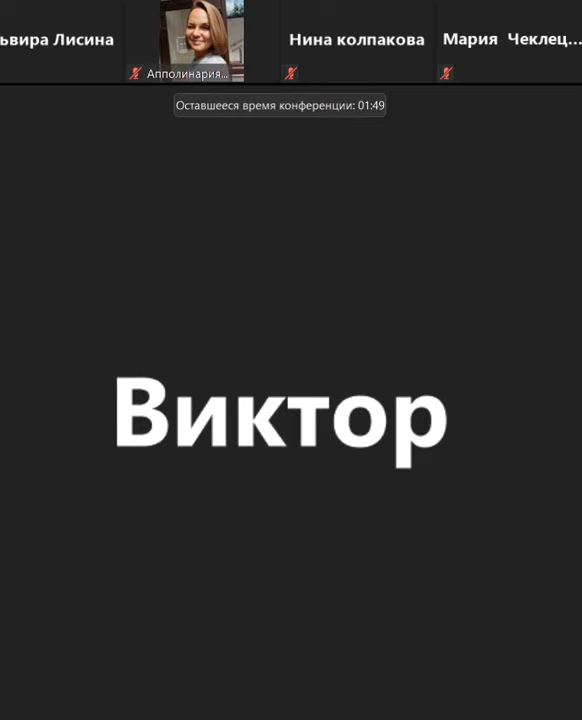 ьвира Лисина
Апполинария...
Нина колпакова
Мария Чеклец...
Оставшееся время конференции: 01:49
Виктор